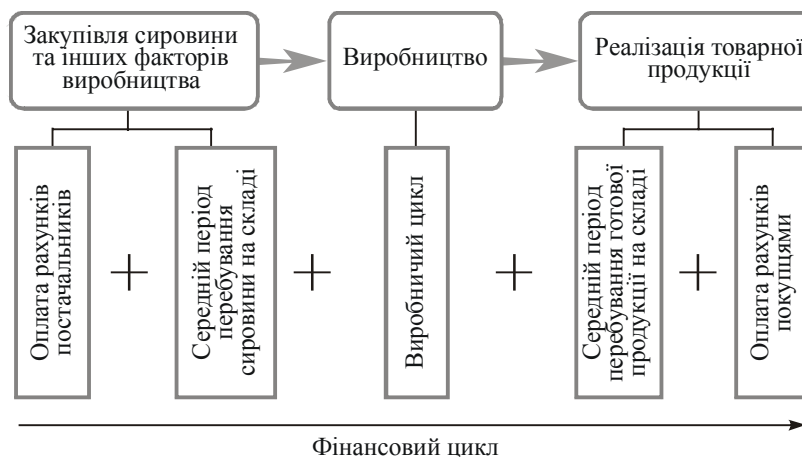 Закупівля сировини
та інших факторів
виробництва
Виробництво
Реалізація товарної
продукції
Оплата рахунків
постачальників
+
Середній період
перебування
сировини на складі
+
Виробничий цикл
+
Середній період
перебування готової
продукції на складі
+
Оплата рахунків
покупцями
Фінансовий цикл